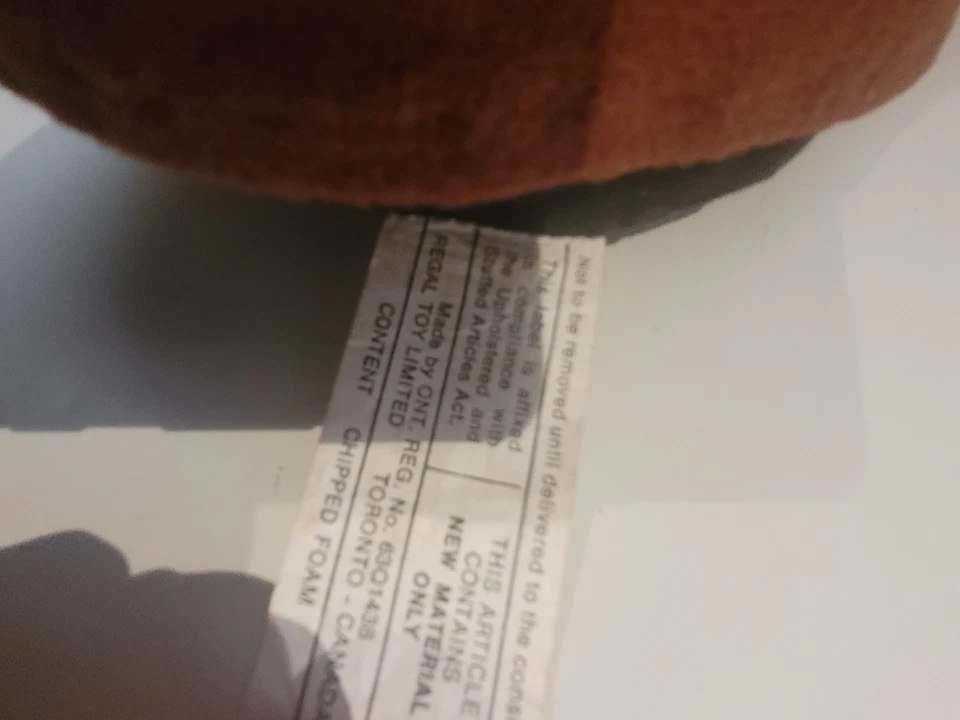 Not to be removed until delivered to the cons
This label is affixed
in compliance with
the Upholstered and
Stuffed Articles Act.
THIS ARTICLE
CONTAINS
NEW MATERIAL
ONLY
Made by ONT. REG. No. 63Q1438
REGAL TOY LIMITED TORONTO - CANADA
CONTENT CHIPPED FOAM